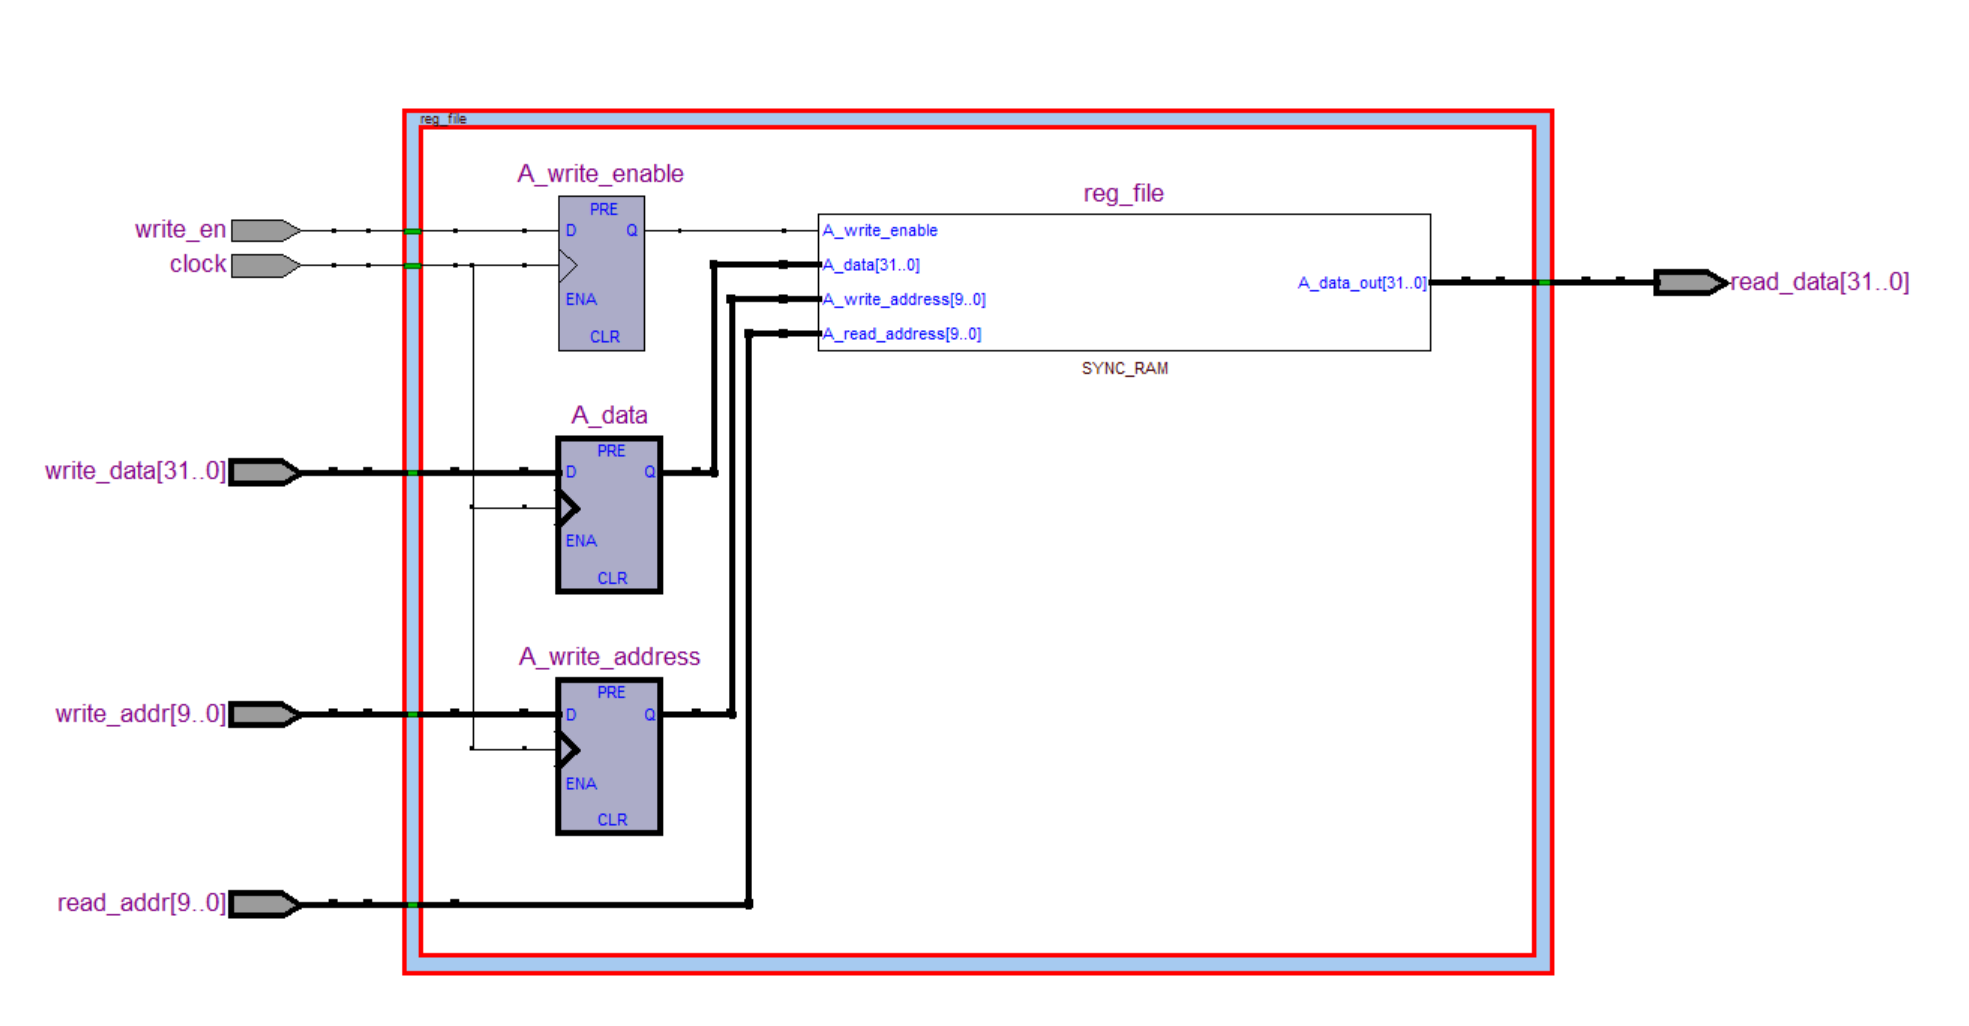 reg_file
A_write_enable
PRE
D
Q
ENA
CLR
write_en
clock
reg_file
A_write_enable
A_data[31..0]
A_write_address[9..0]
A_read_address[9..0]
A_data_out[31..0]
SYNC_RAM
read_data[31..0]
A_data
PRE
D
Q
ENA
CLR
write_data[31..0]
A_write_address
PRE
D
Q
ENA
CLR
write_addr[9..0]
read_addr[9..0]